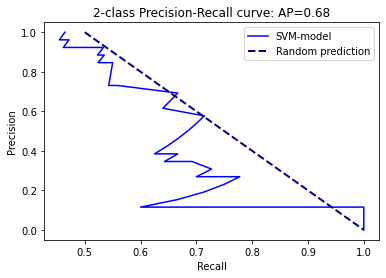 2-class Precision-Recall curve: AP=0.68
SVM-model
Random prediction
Precision
1.0
0.8
0.6
0.4
0.2
0.0
0.5 0.6 0.7 0.8 0.9 1.0
Recall